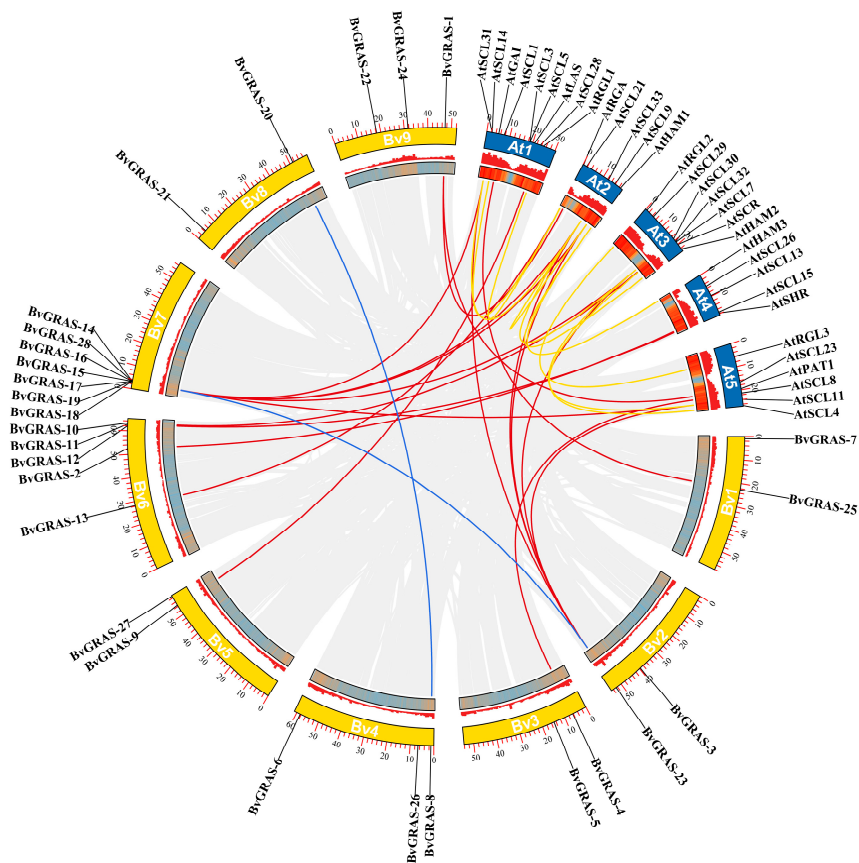 BvGRAS-1
BvGRAS-24
BvGRAS-22
BvGRAS-20
BvGRAS-21
BvGRAS-14
BvGRAS-28
BvGRAS-16
BvGRAS-15
BvGRAS-17
BvGRAS-19
BvGRAS-18
BvGRAS-10
BvGRAS-11
BvGRAS-12
BvGRAS-2
BvGRAS-13
BvGRAS-27
BvGRAS-9
BvGRAS-6
BvGRAS-26
BvGRAS-8
BvGRAS-5
BvGRAS-4
BvGRAS-23
BvGRAS-3
BvGRAS-25
BvGRAS-7
AtSCL31
AtSCL14
AtGAI
AtSCL1
AtSCL3
AtSCL5
AtLAS
AtSCL28
AtRGL1
AtRGA
AtSCL21
AtSCL33
AtSCL9
AtHAM1
AtRGL2
AtSCL29
AtSCL30
AtSCL32
AtSCL7
AtSCR
AtHAM2
AtHAM3
AtSCL26
AtSCL13
AtSCL15
AtSHR
AtRGL3
AtSCL23
AtPAT1
AtSCL8
AtSCL11
AtSCL4
At1
At2
At3
At4
At5
Bv1
Bv2
Bv3
Bv4
Bv5
Bv6
Bv7
Bv8
Bv9